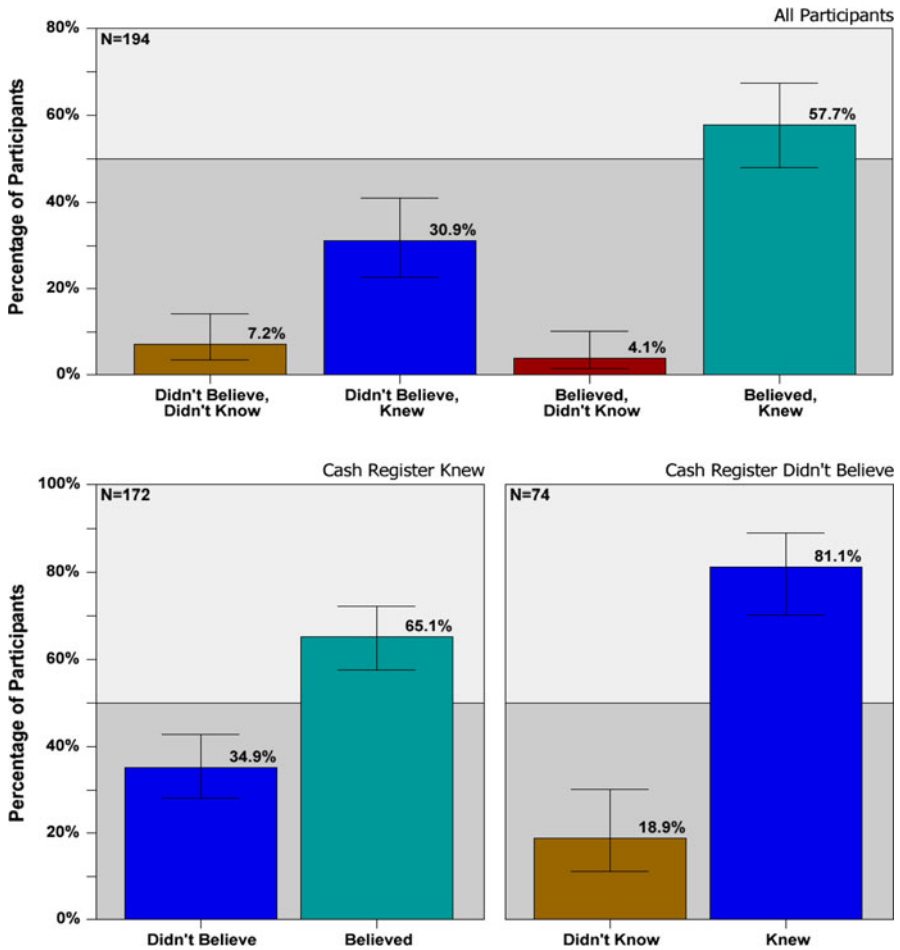 All Participants
N=194
Percentage of Participants
80%
60%
40%
20%
0%
7.2%
30.9%
4.1%
57.7%
Didn't Believe,
Didn't Know
Didn't Believe,
Knew
Believed,
Didn't Know
Believed,
Knew
Cash Register Knew
N=172
Percentage of Participants
100%
80%
60%
40%
20%
0%
34.9%
65.1%
Didn't Believe
Believed
Cash Register Didn't Believe
N=74
18.9%
81.1%
Didn't Know
Knew